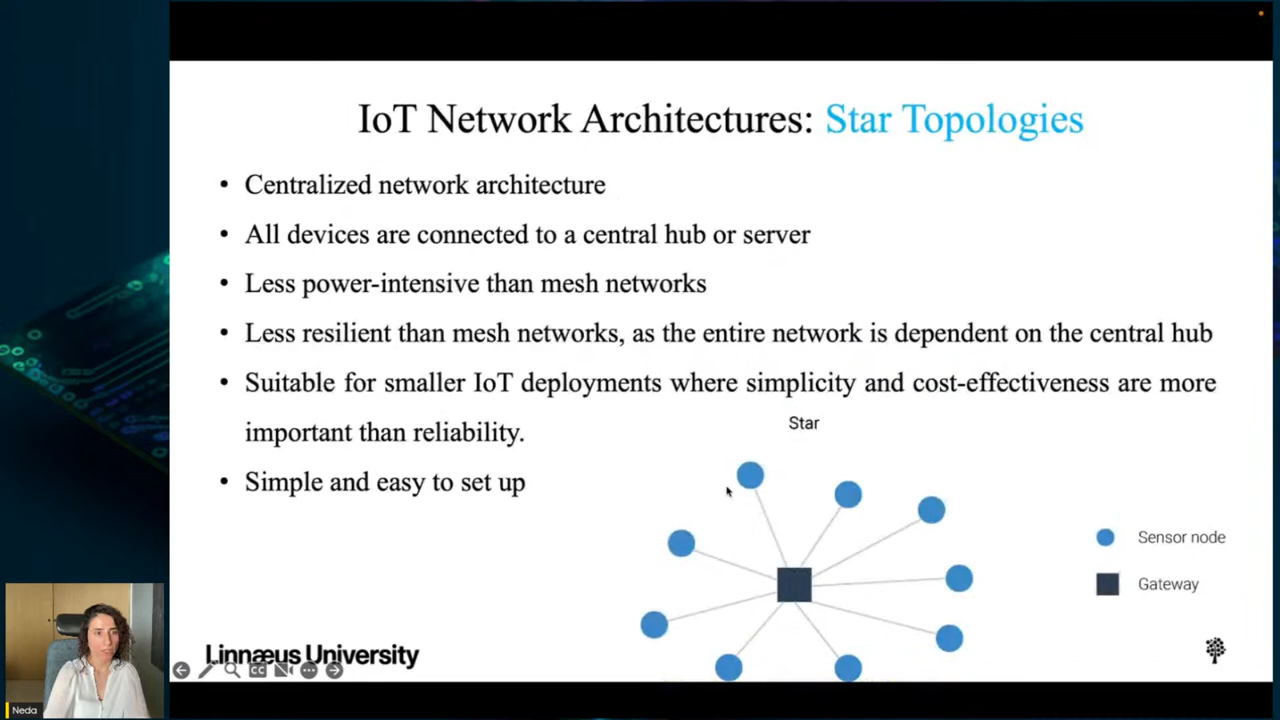 IoT Network Architectures: Star Topologies
• Centralized network architecture
• All devices are connected to a central hub or server
• Less power-intensive than mesh networks
• Less resilient than mesh networks, as the entire network is dependent on the central hub
• Suitable for smaller IoT deployments where simplicity and cost-effectiveness are more
important than reliability.
• Simple and easy to set up
Star
Sensor node
Gateway
Linnæus University
CC
Neda